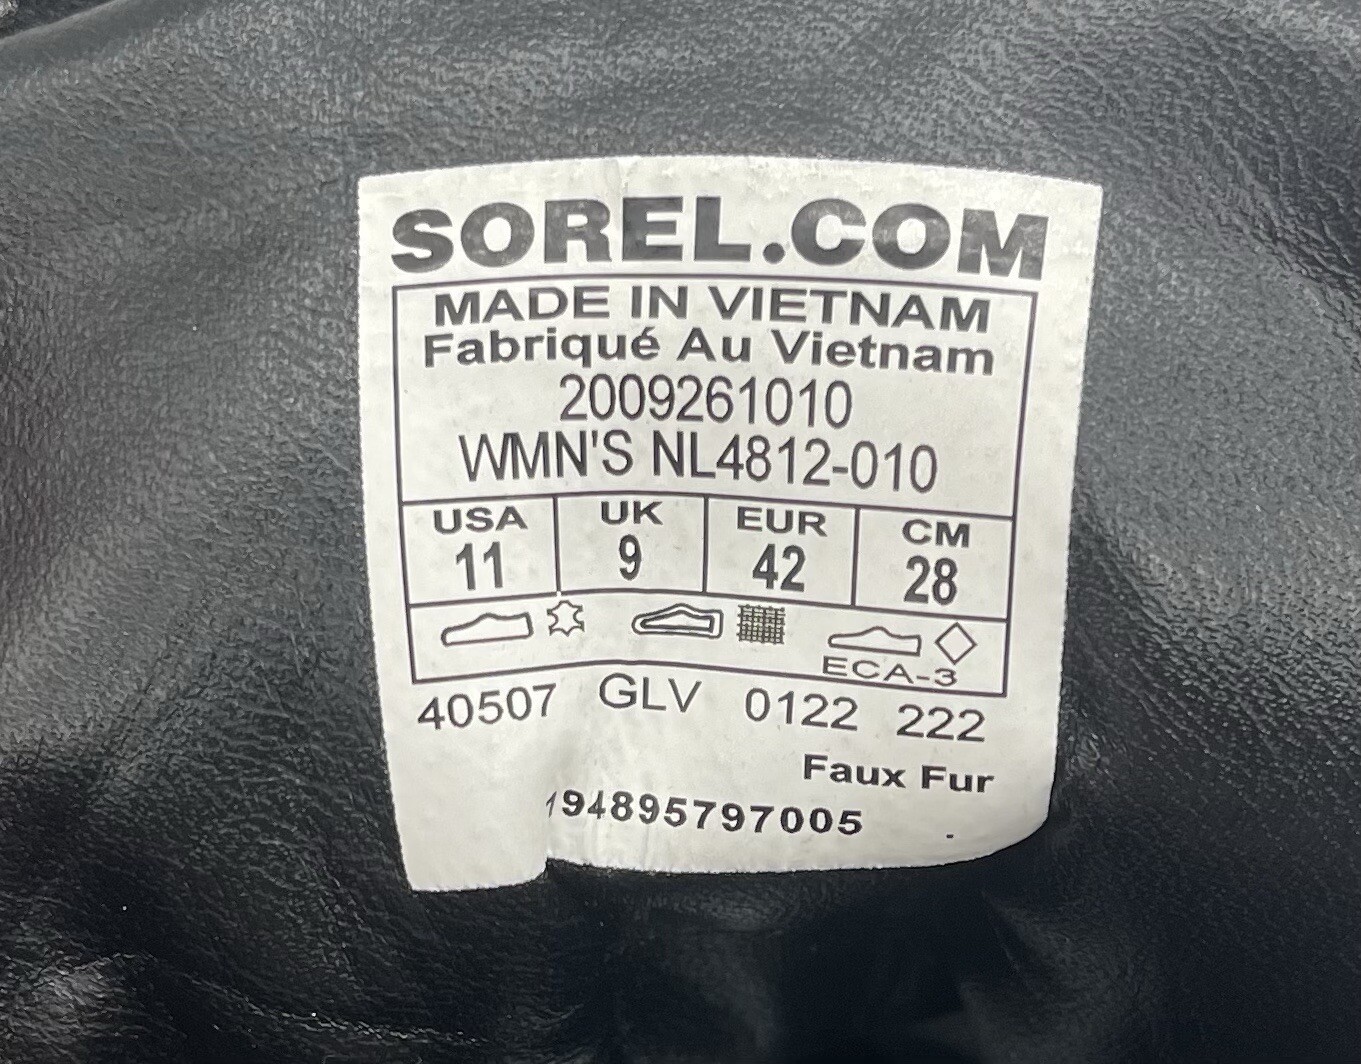 SOREL.COM
MADE IN VIETNAM
Fabriqué Au Vietnam
2009261010
WMN'S NL4812-010
USA UK EUR CM
11 9 42 28
ECA-3
40507 GLV 0122 222
Faux Fur
194895797005